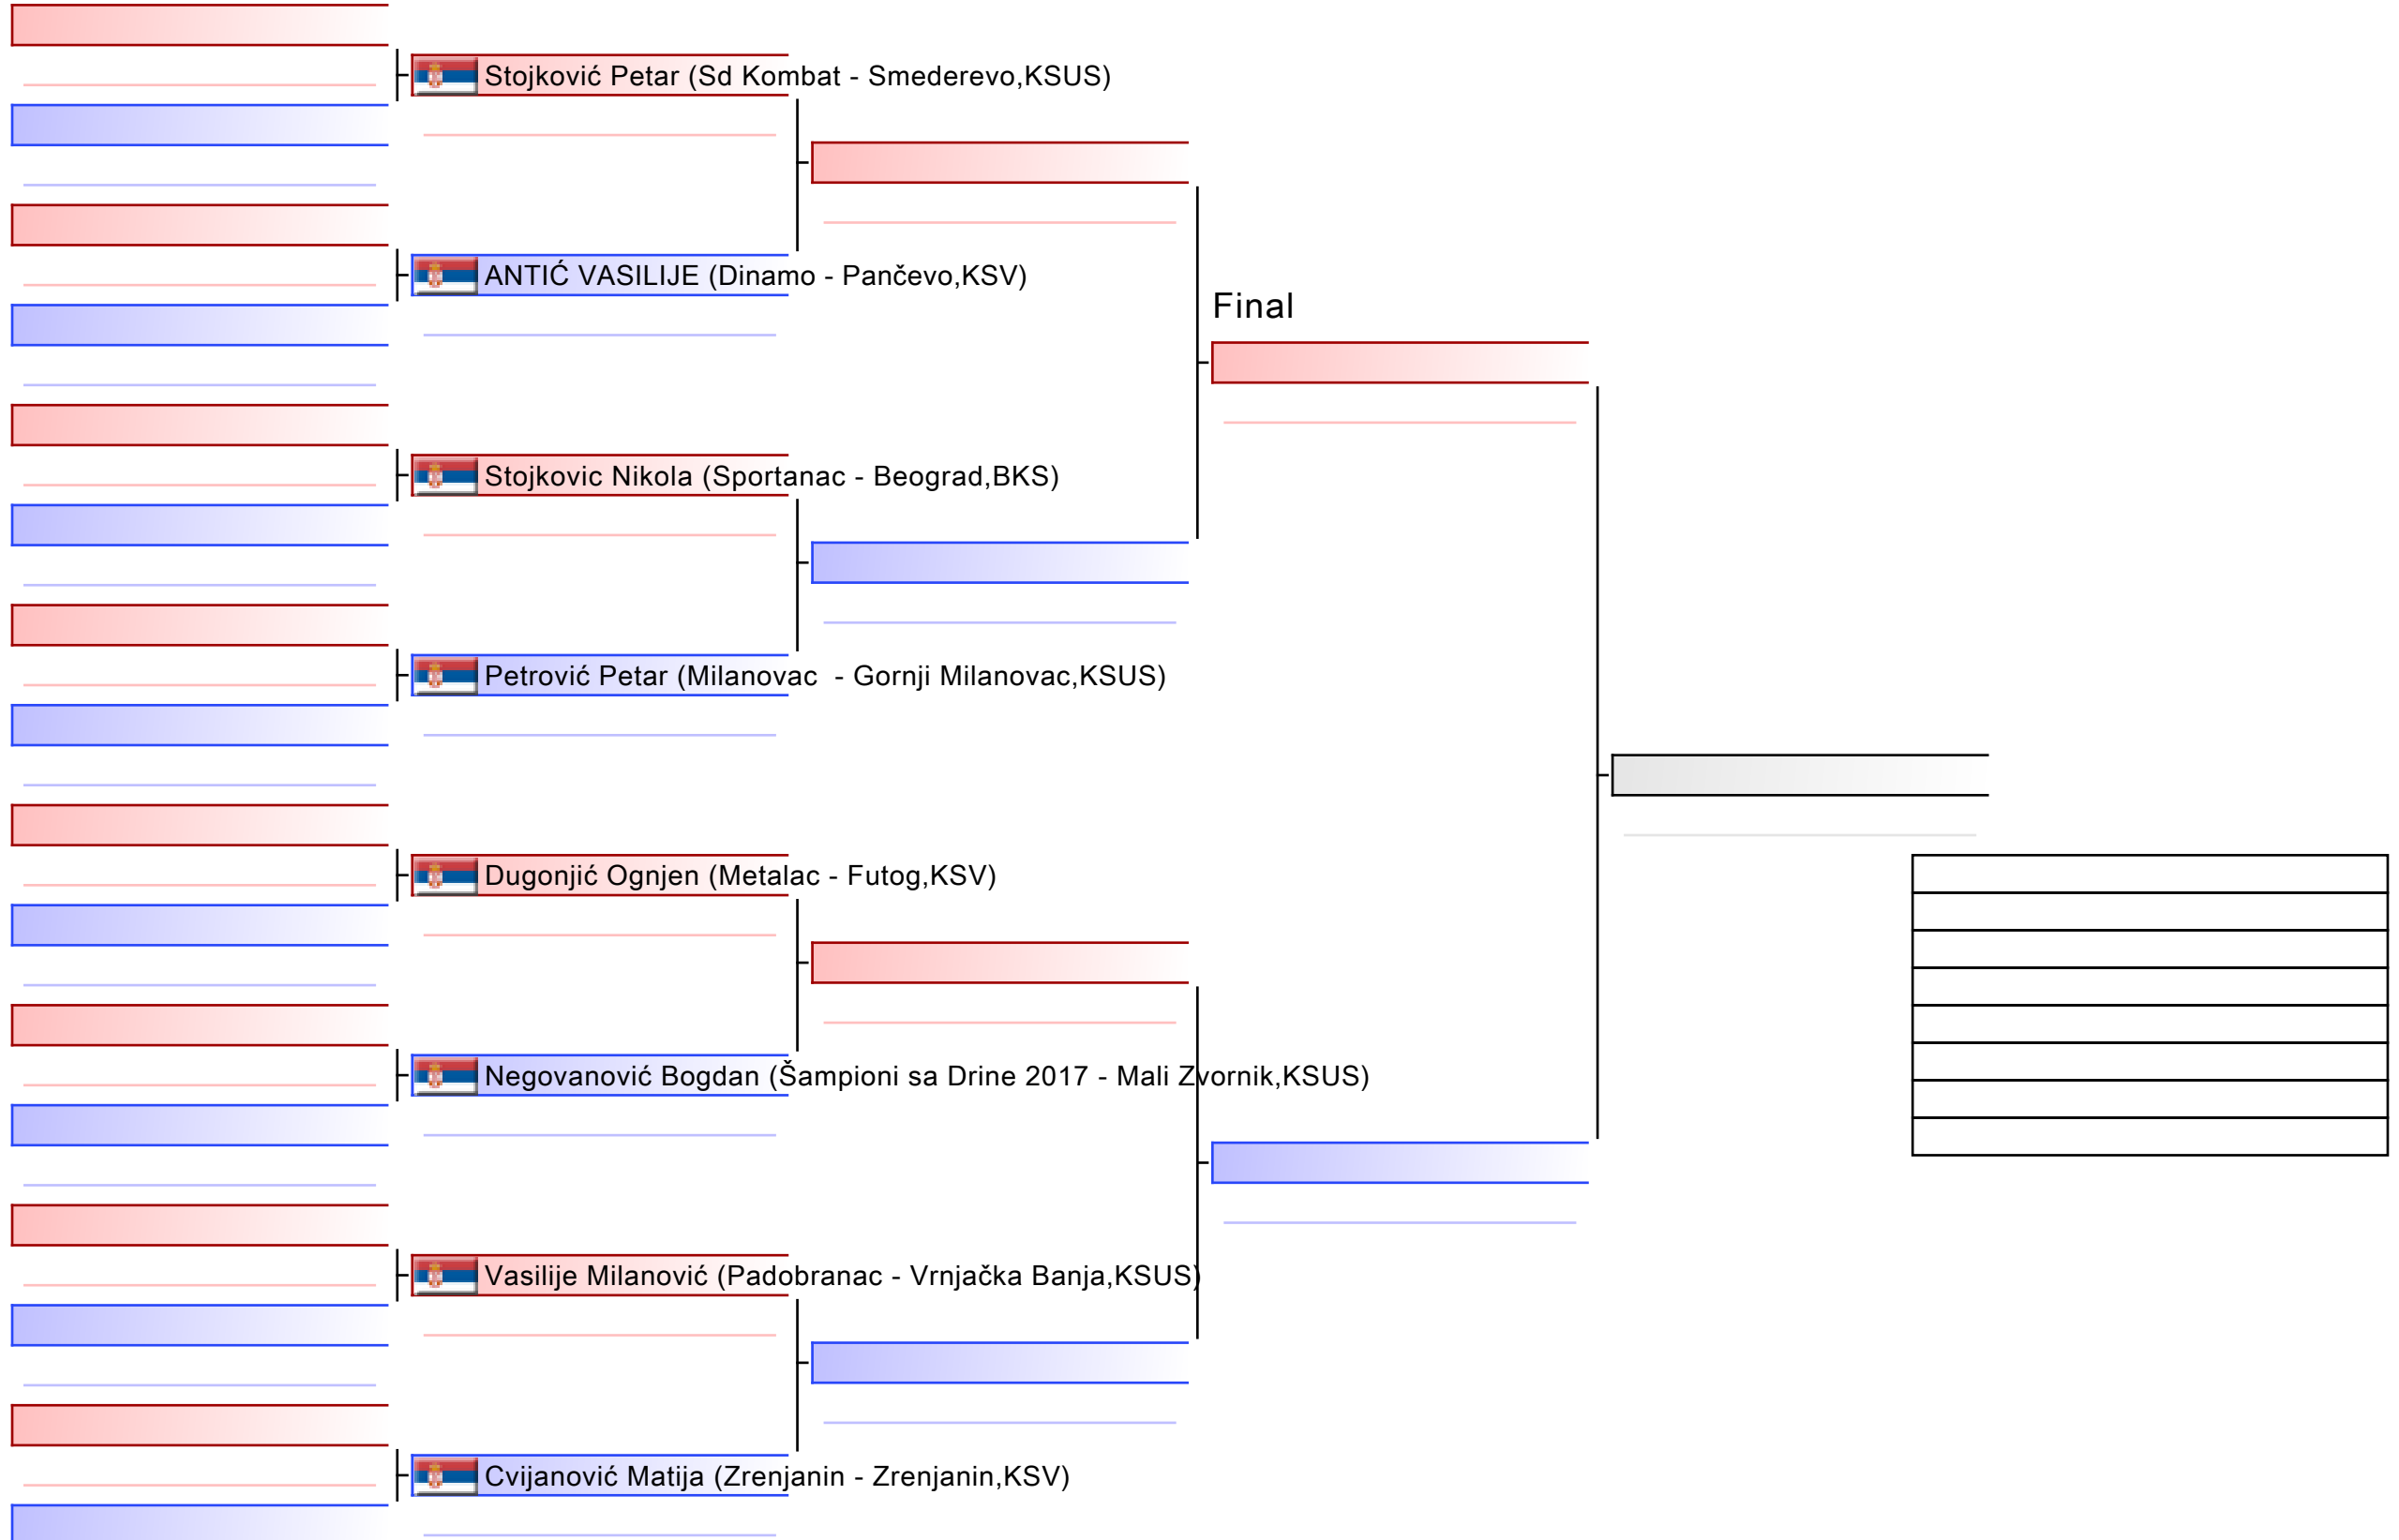 Stojković Petar (Sd Kombat - Smederevo,KSUS)
ANTIĆ VASILIJE (Dinamo - Pančevo,KSV)
Final
Stojkovic Nikola (Sportanac - Beograd,BKS)
Petrović Petar (Milanovac  - Gornji Milanovac,KSUS)
Dugonjić Ognjen (Metalac - Futog,KSV)
Negovanović Bogdan (Šampioni sa Drine 2017 - Mali Zvornik,KSUS)
Vasilije Milanović (Padobranac - Vrnjačka Banja,KSUS)
Cvijanović Matija (Zrenjanin - Zrenjanin,KSV)